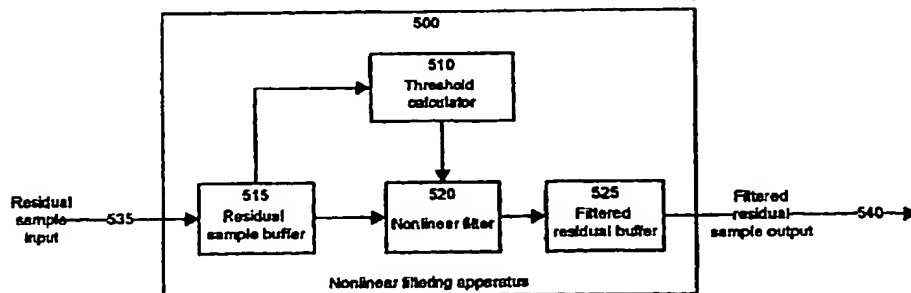 500
510
Threshold
calculator
515
Residual
sample buffer
520
Nonlinear filter
525
Filtered
residual buffer
Residual
sample
input
535
Filtered
residual
sample output
540
Nonlinear filtering apparatus